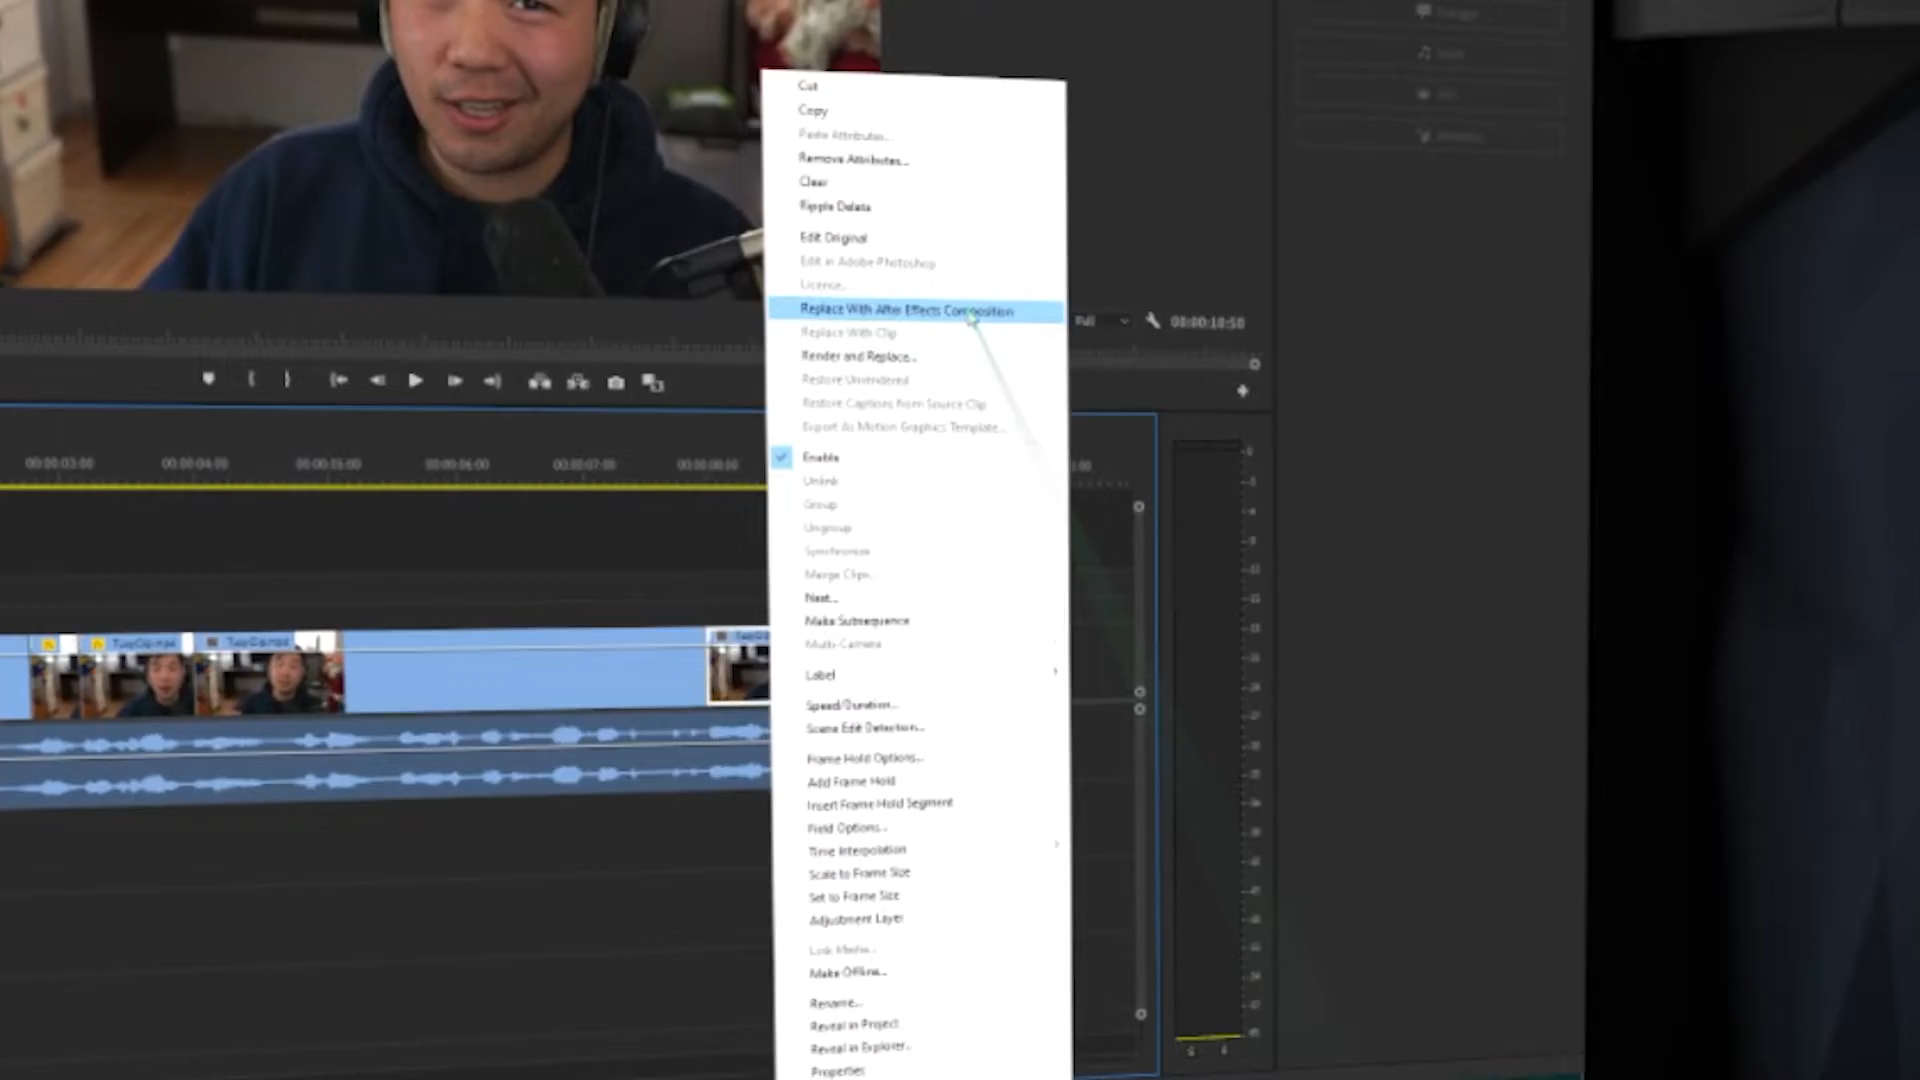 Cut
Copy
Paste Attributes...
Remove Attributes...
Clear
Ripple Delete
Edit Original
Edit in Adobe Photoshop
License...
Replace With After Effects Composition
Replace With Clip
Render and Replace...
Restore Unrendered
Restore Captions from Source Clip
Export As Motion Graphics Template...
Full
00:00:10:50
00:00:03:00
00:00:04:00
00:00:05:00
00:00:06:00
00:00:07:00
00:00:08:00
Enable
Unlink
Group
Ungroup
Synchronize
Merge Clips...
Nest...
Make Subsequence
Multi-Camera
Label
Speed/Duration...
Scene Edit Detection...
Frame Hold Options...
Add Frame Hold
Insert Frame Hold Segment
Field Options...
Time Interpolation
Scale to Frame Size
Set to Frame Size
Adjustment Layer
Link Media...
Make Offline...
Rename...
Reveal in Project
Reveal in Explorer...
Properties
S S